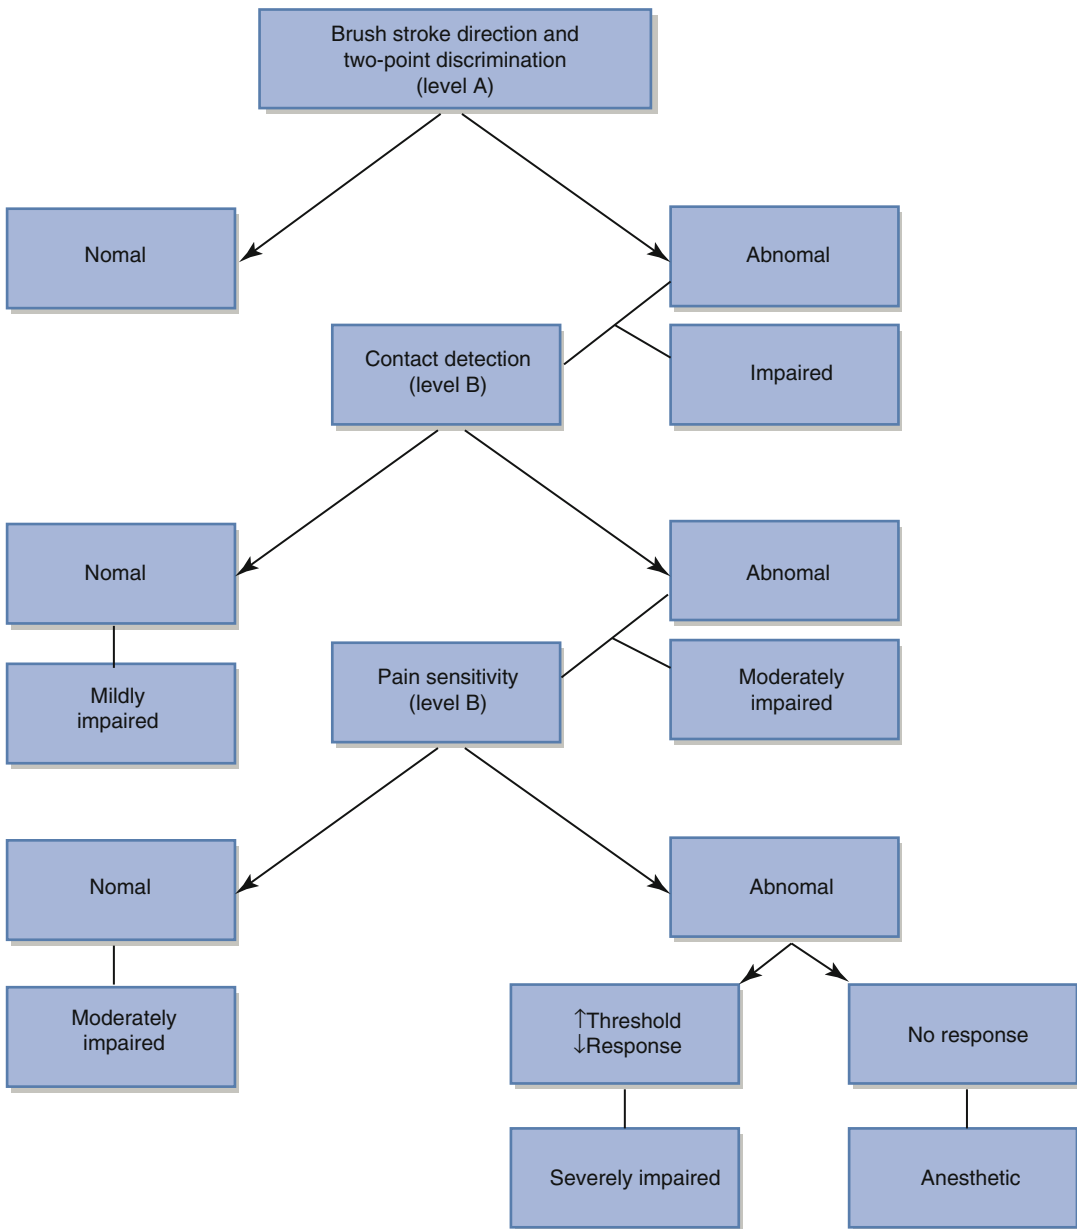 Brush stroke direction and
two-point discrimination
(level A)
Nomal
Abnomal
Contact detection
(level B)
Impaired
Nomal
Abnomal
Mildly
impaired
Pain sensitivity
(level B)
Moderately
impaired
Nomal
Abnomal
Moderately
impaired
↑Threshold
↓Response
No response
Severely impaired
Anesthetic